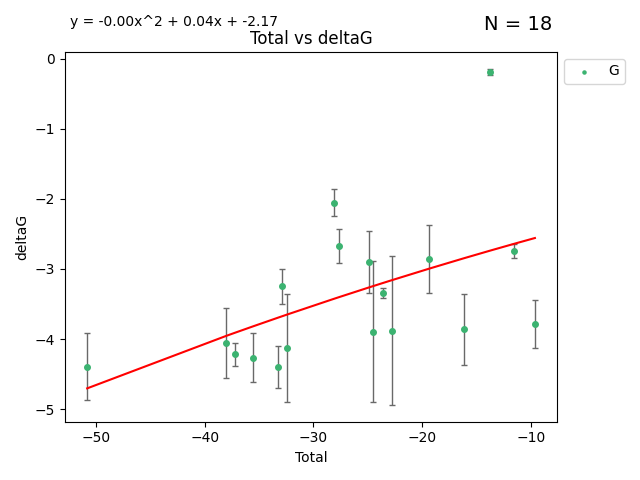 y = -0.00x^2 + 0.04x + -2.17
N = 18
Total vs deltaG
G
deltaG
0
−1
−2
−3
−4
−5
−50
−40
−30
−20
−10
Total